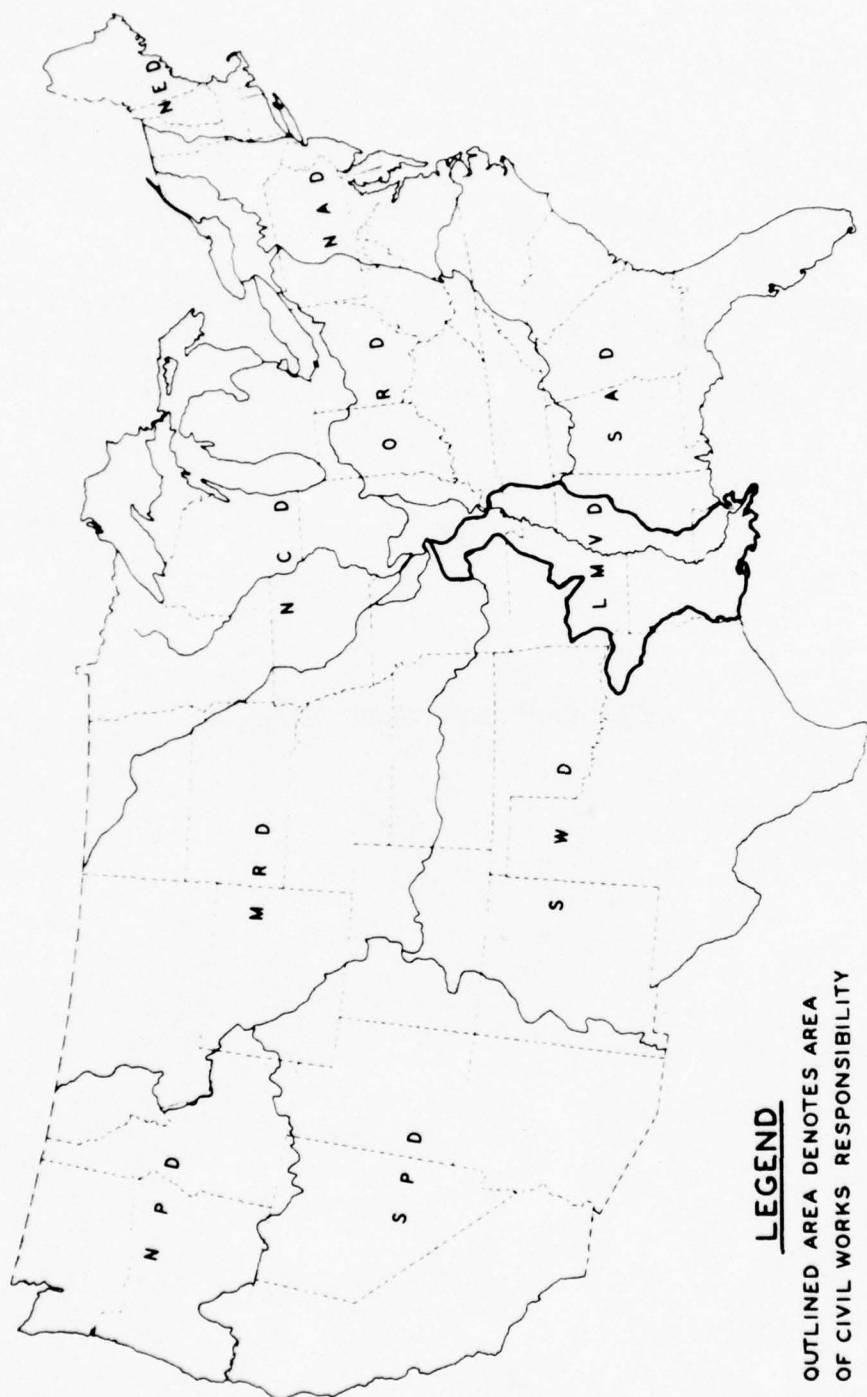 NED
NAD
ORD
NCD
SAD
LMVD
MRD
SWD
NPD
SPD
LEGEND
OUTLINED AREA DENOTES AREA
OF CIVIL WORKS RESPONSIBILITY